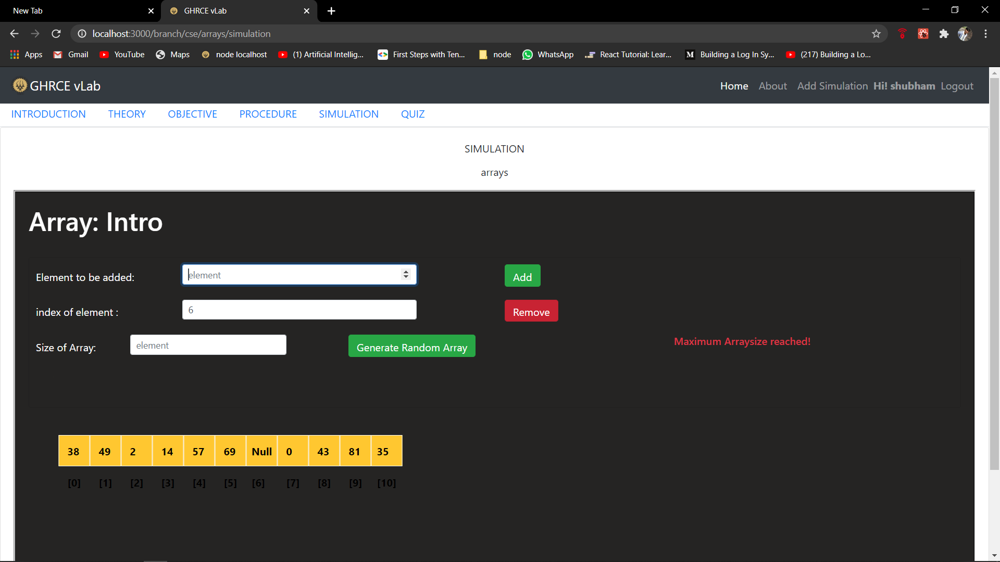 New Tab
GHRCE vLab
localhost:3000/branch/cse/arrays/simulation
Apps Gmail YouTube Maps node localhost (1) Artificial Intellig... First Steps with Ten... node WhatsApp React Tutorial: Lear... M Building a Log In Sy... (217) Building a Lo...
GHRCE vLab Home About Add Simulation Hi! shubham Logout
INTRODUCTION THEORY OBJECTIVE PROCEDURE SIMULATION QUIZ
SIMULATION
arrays
Array: Intro
Element to be added: element Add
index of element : 6 Remove
Size of Array: element Generate Random Array Maximum Arraysize reached!
38 49 2 14 57 69 Null 0 43 81 35
[0] [1] [2] [3] [4] [5] [6] [7] [8] [9] [10]